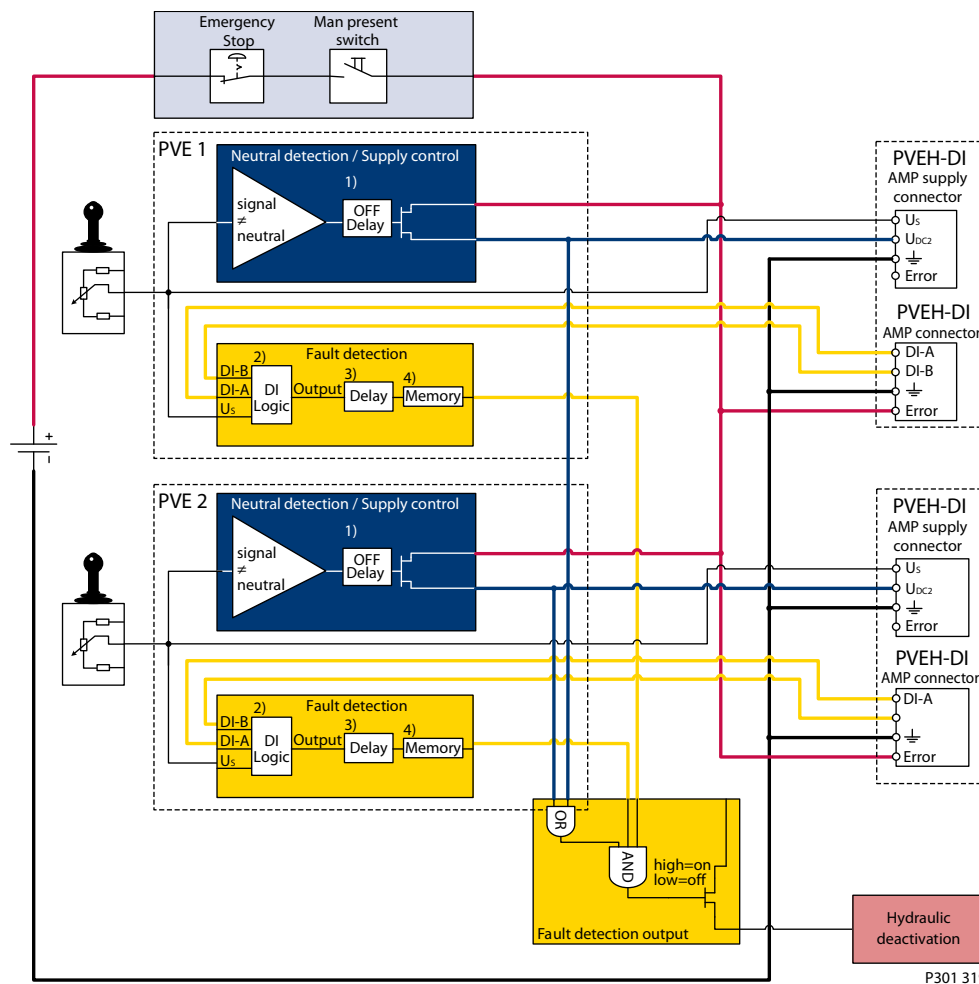 Emergency
Stop
Man present
switch
PVE 1
Neutral detection / Supply control
1)
signal
≠
neutral
OFF
Delay
PVEH-DI
AMP supply
connector
Us
UDC2
Error
Fault detection
2)
3)
4)
DI-B
DI-A
Us
DI
Logic
Output
Delay
Memory
PVEH-DI
AMP connector
DI-A
DI-B
Error
+
–
PVE 2
Neutral detection / Supply control
1)
signal
≠
neutral
OFF
Delay
PVEH-DI
AMP supply
connector
Us
UDC2
Error
Fault detection
2)
3)
4)
DI-B
DI-A
Us
DI
Logic
Output
Delay
Memory
PVEH-DI
AMP connector
DI-A
Error
OR
AND
high=on
low=off
Fault detection output
Hydraulic
deactivation
P301 31